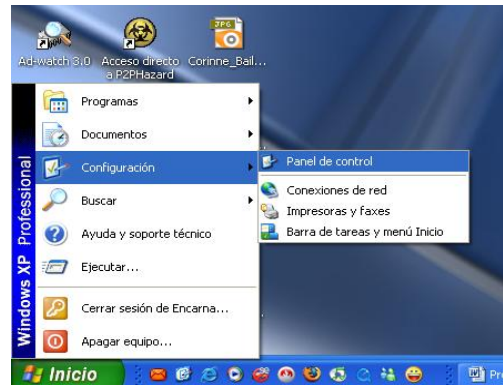 JPG
Ad-watch 3.0
Acceso directo
a P2PHazard
Corinne_Bail...
Windows XP Professional
Programas
Documentos
Configuración
Buscar
Ayuda y soporte técnico
Ejecutar...
Cerrar sesión de Encarna...
Apagar equipo...
Panel de control
Conexiones de red
Impresoras y faxes
Barra de tareas y menú Inicio
Inicio